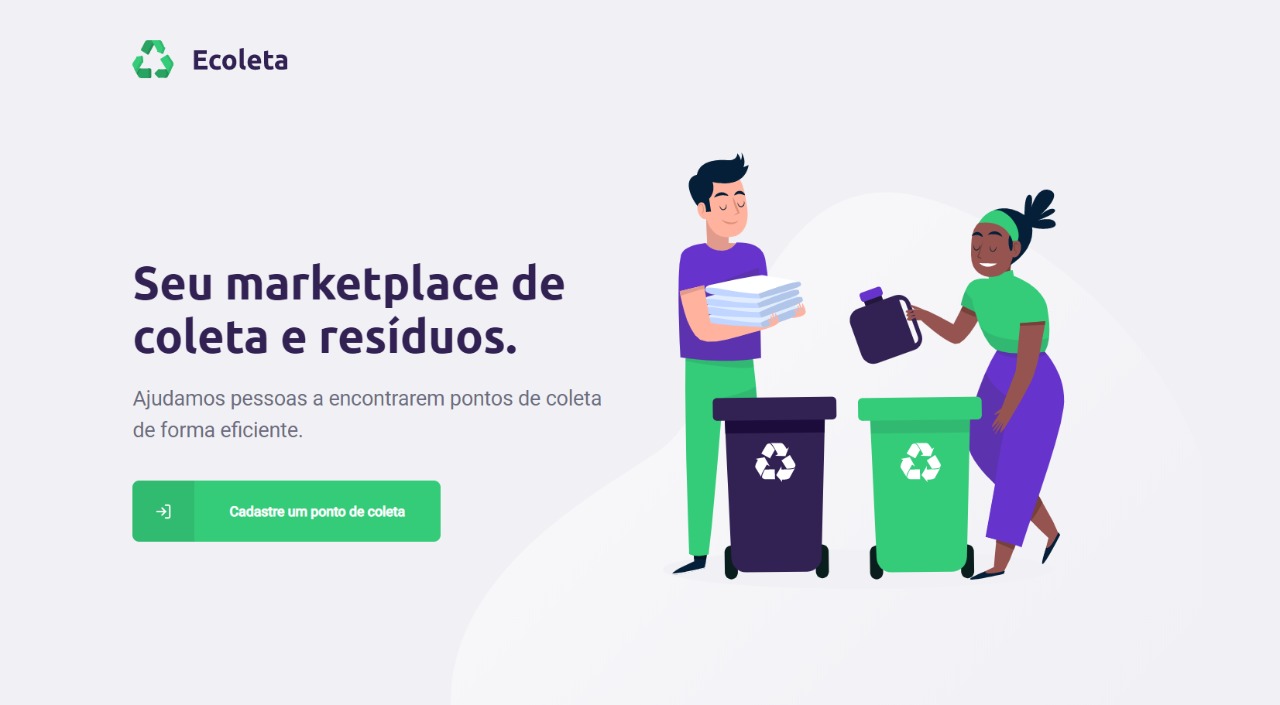 Ecoleta
Seu marketplace de
coleta e resíduos.
Ajudamos pessoas a encontrarem pontos de coleta
de forma eficiente.
Cadastre um ponto de coleta